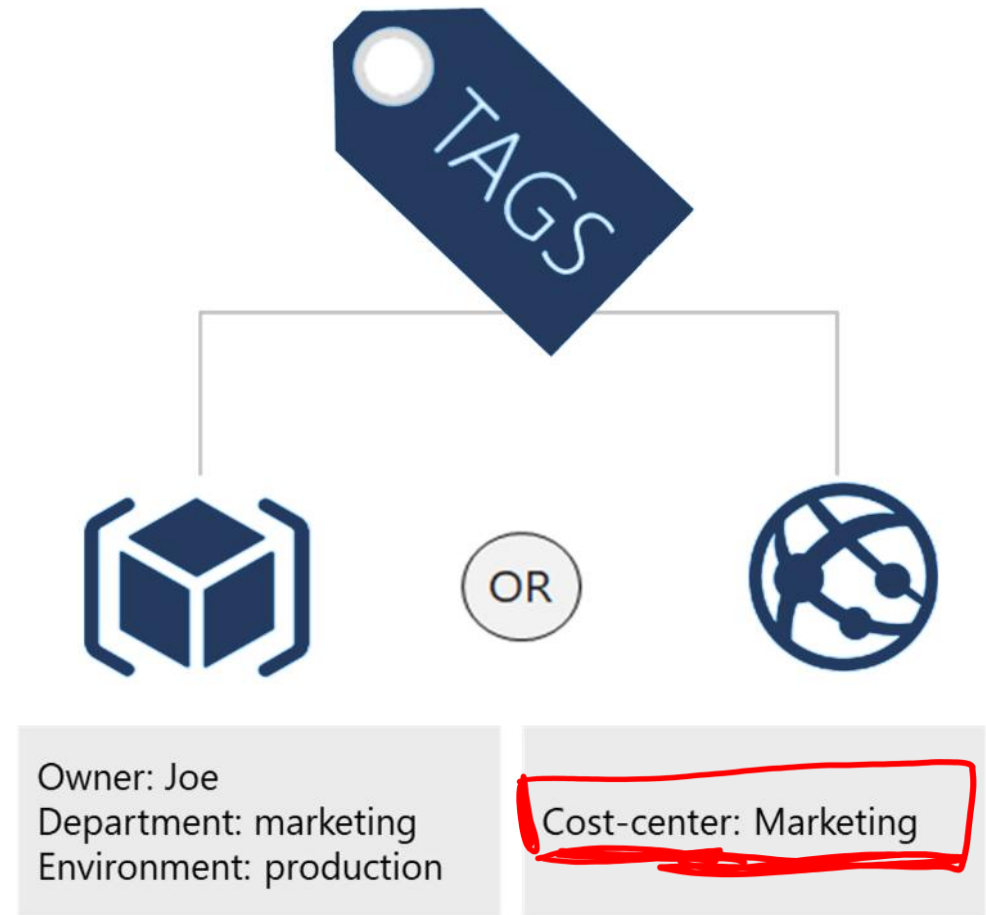 TAGS
OR
Owner: Joe
Department: marketing
Environment: production
Cost-center: Marketing